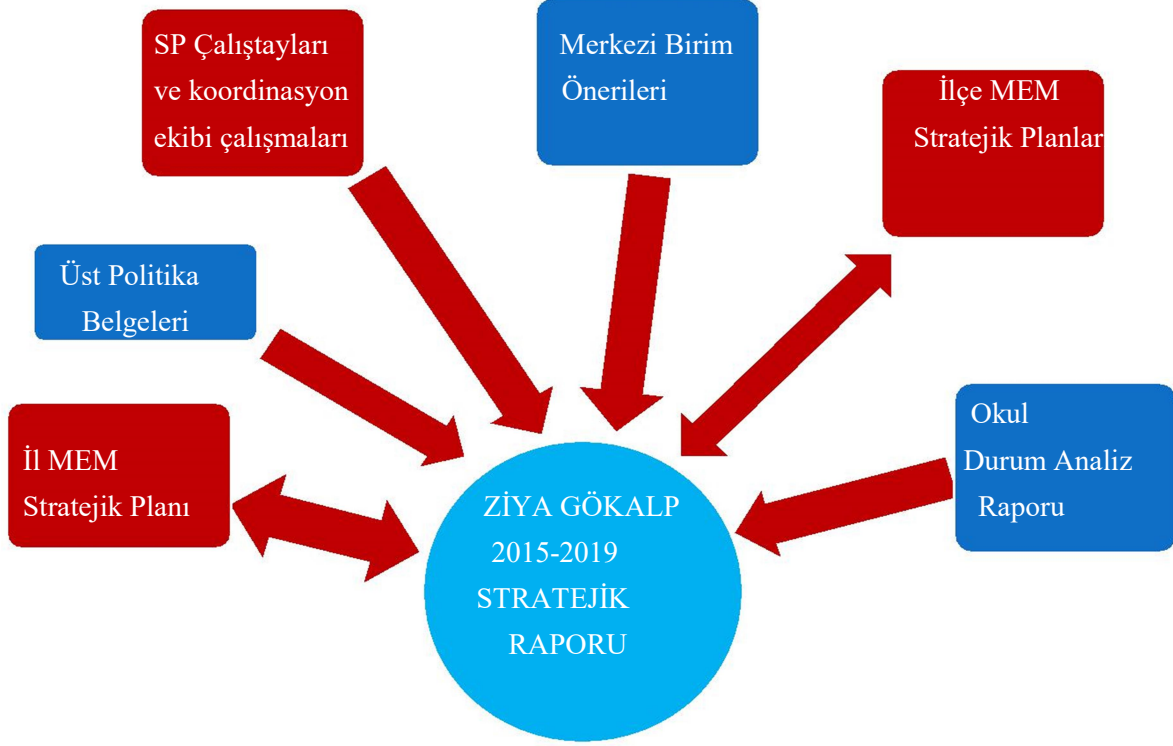 SP Çalıştayları
ve koordinasyon
ekibi çalışmaları
Merkezi Birim
Önerileri
İlçe MEM
Stratejik Planlar
Üst Politika
Belgeleri
İl MEM
Stratejik Planı
Okul
Durum Analiz
Raporu
ZİYA GÖKALP
2015-2019
STRATEJİK
RAPORU